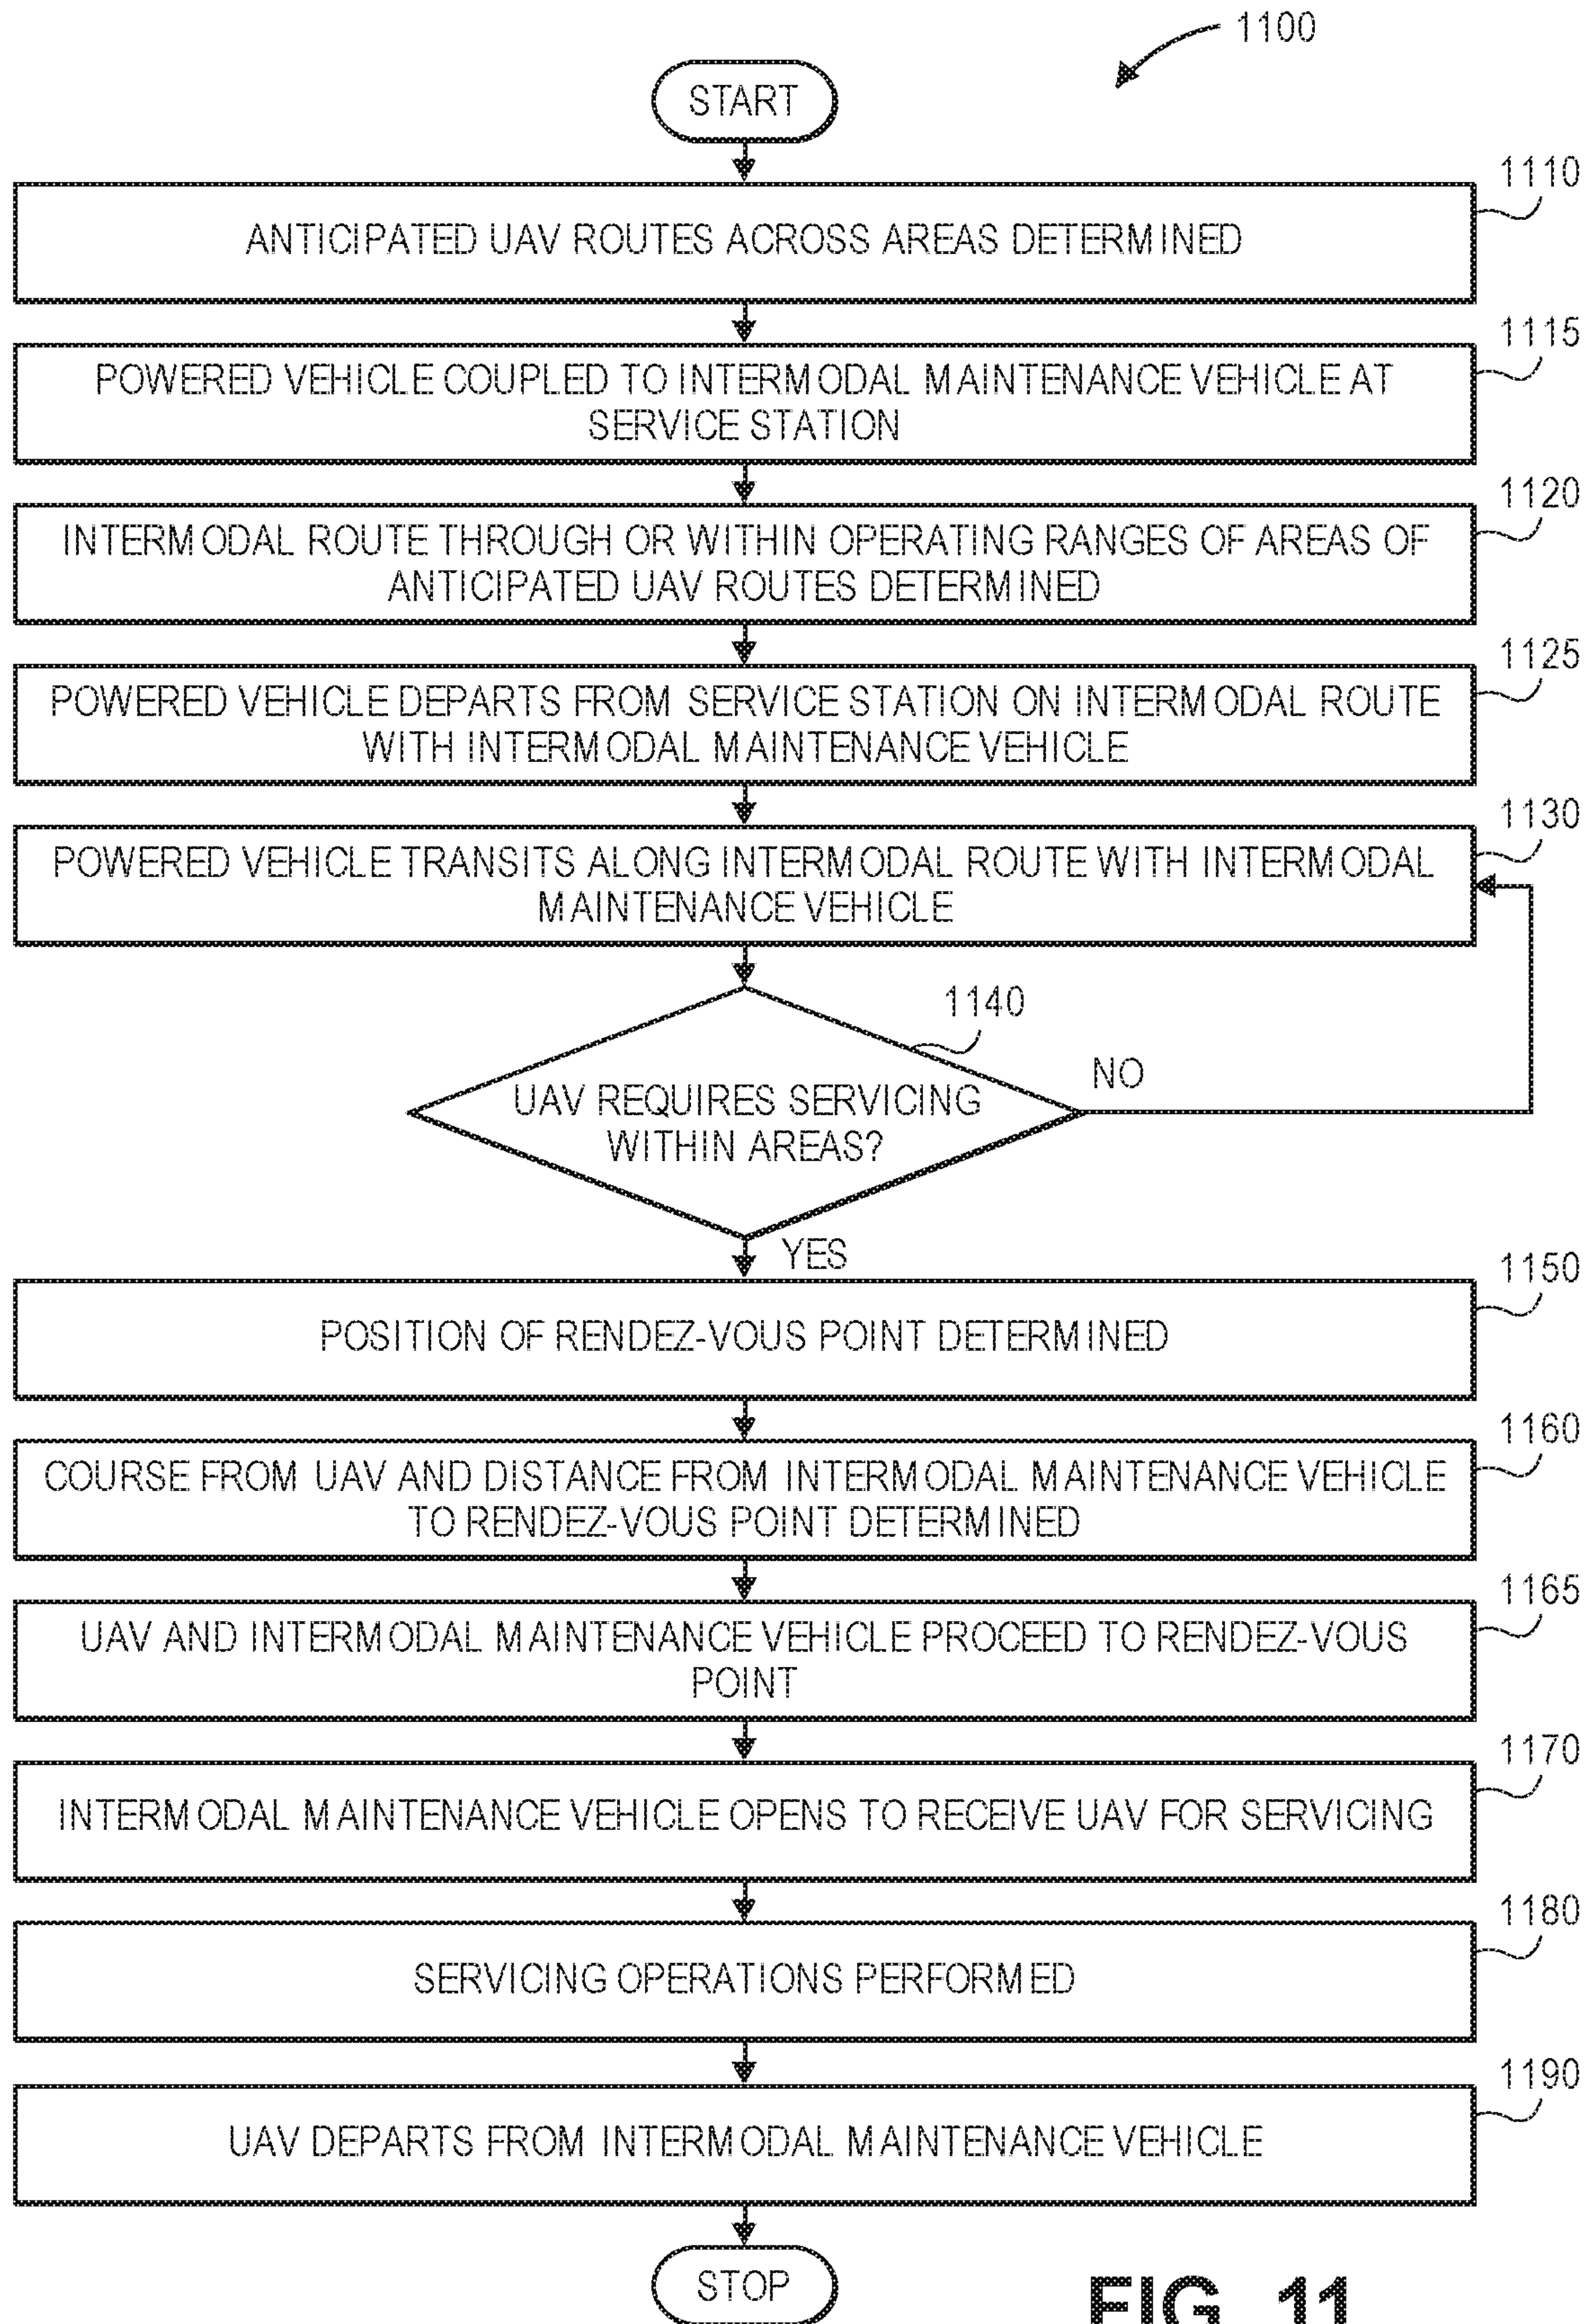 1100
START
1110
ANTICIPATED UAV ROUTES ACROSS AREAS DETERMINED
1115
POWERED VEHICLE COUPLED TO INTERMODAL MAINTENANCE VEHICLE AT
SERVICE STATION
1120
INTERMODAL ROUTE THROUGH OR WITHIN OPERATING RANGES OF AREAS OF
ANTICIPATED UAV ROUTES DETERMINED
1125
POWERED VEHICLE DEPARTS FROM SERVICE STATION ON INTERMODAL ROUTE
WITH INTERMODAL MAINTENANCE VEHICLE
1130
POWERED VEHICLE TRANSITS ALONG INTERMODAL ROUTE WITH INTERMODAL
MAINTENANCE VEHICLE
1140
NO
UAV REQUIRES SERVICING
WITHIN AREAS?
YES
1150
POSITION OF RENDEZ-VOUS POINT DETERMINED
1160
COURSE FROM UAV AND DISTANCE FROM INTERMODAL MAINTENANCE VEHICLE
TO RENDEZ-VOUS POINT DETERMINED
1165
UAV AND INTERMODAL MAINTENANCE VEHICLE PROCEED TO RENDEZ-VOUS
POINT
1170
INTERMODAL MAINTENANCE VEHICLE OPENS TO RECEIVE UAV FOR SERVICING
1180
SERVICING OPERATIONS PERFORMED
1190
UAV DEPARTS FROM INTERMODAL MAINTENANCE VEHICLE
STOP
FIG. 11